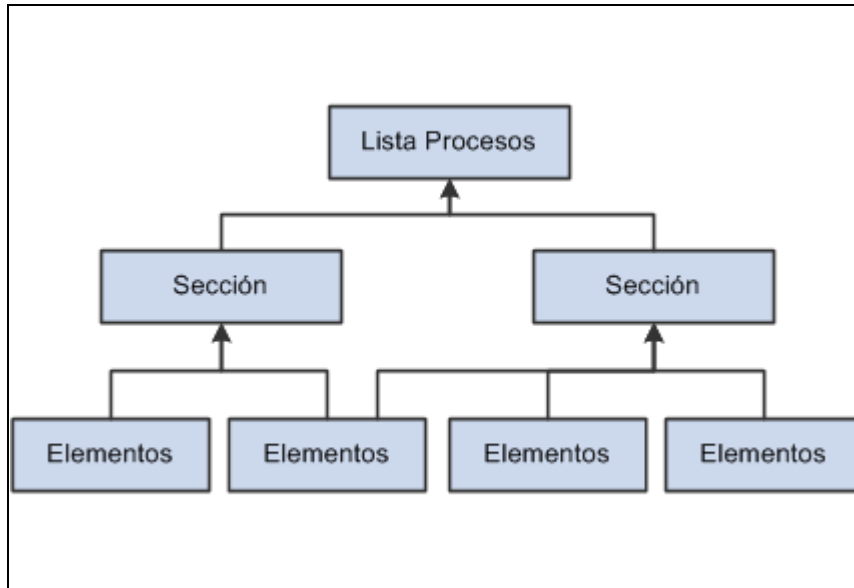 Lista Procesos
Sección
Sección
Elementos
Elementos
Elementos
Elementos